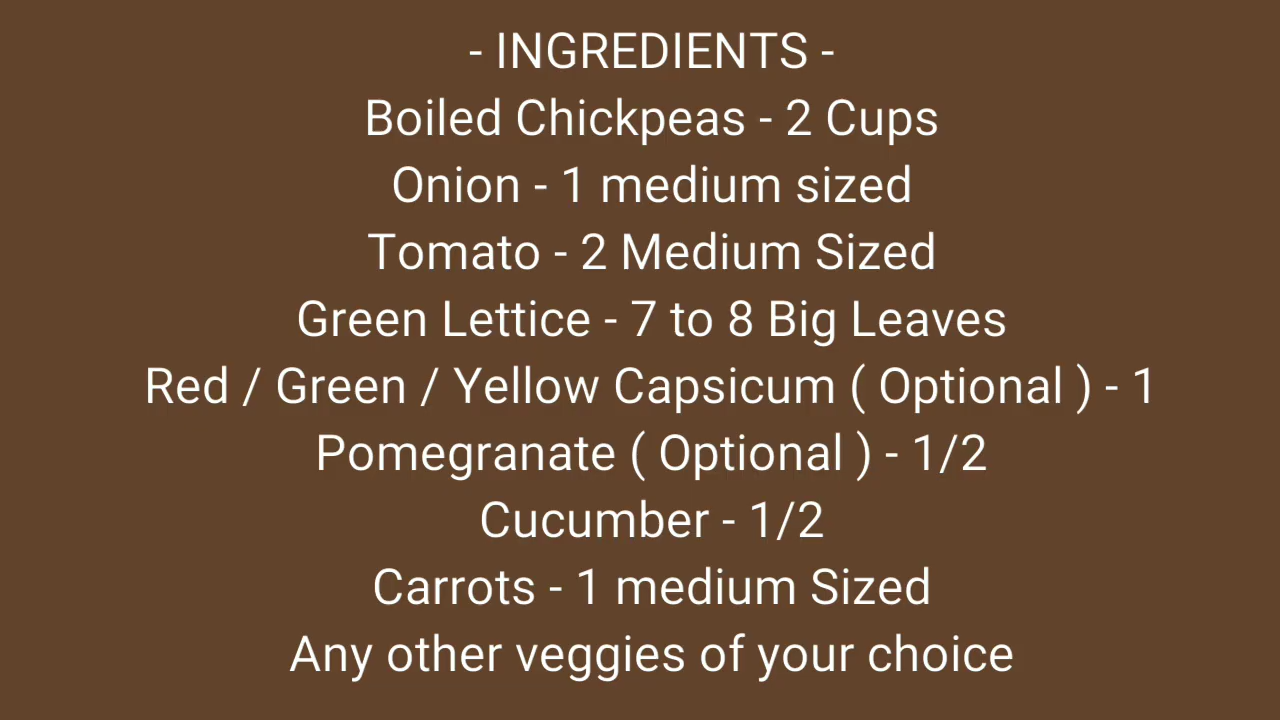 - INGREDIENTS -
Boiled Chickpeas - 2 Cups
Onion - 1 medium sized
Tomato - 2 Medium Sized
Green Lettice - 7 to 8 Big Leaves
Red / Green / Yellow Capsicum ( Optional ) - 1
Pomegranate ( Optional ) - 1/2
Cucumber - 1/2
Carrots - 1 medium Sized
Any other veggies of your choice